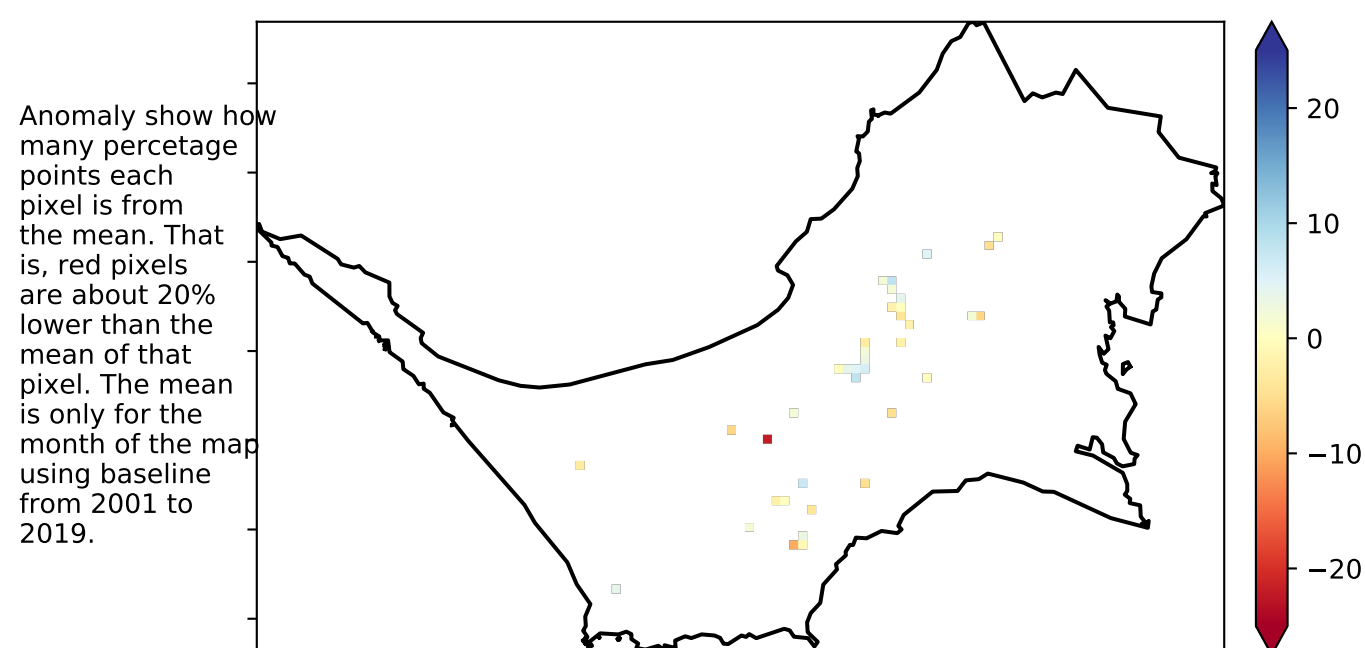 Anomaly show how
many percetage
points each
pixel is from
the mean. That
is, red pixels
are about 20%
lower than the
mean of that
pixel. The mean
is only for the
month of the map
using baseline
from 2001 to
2019.
20
10
0
−10
−20